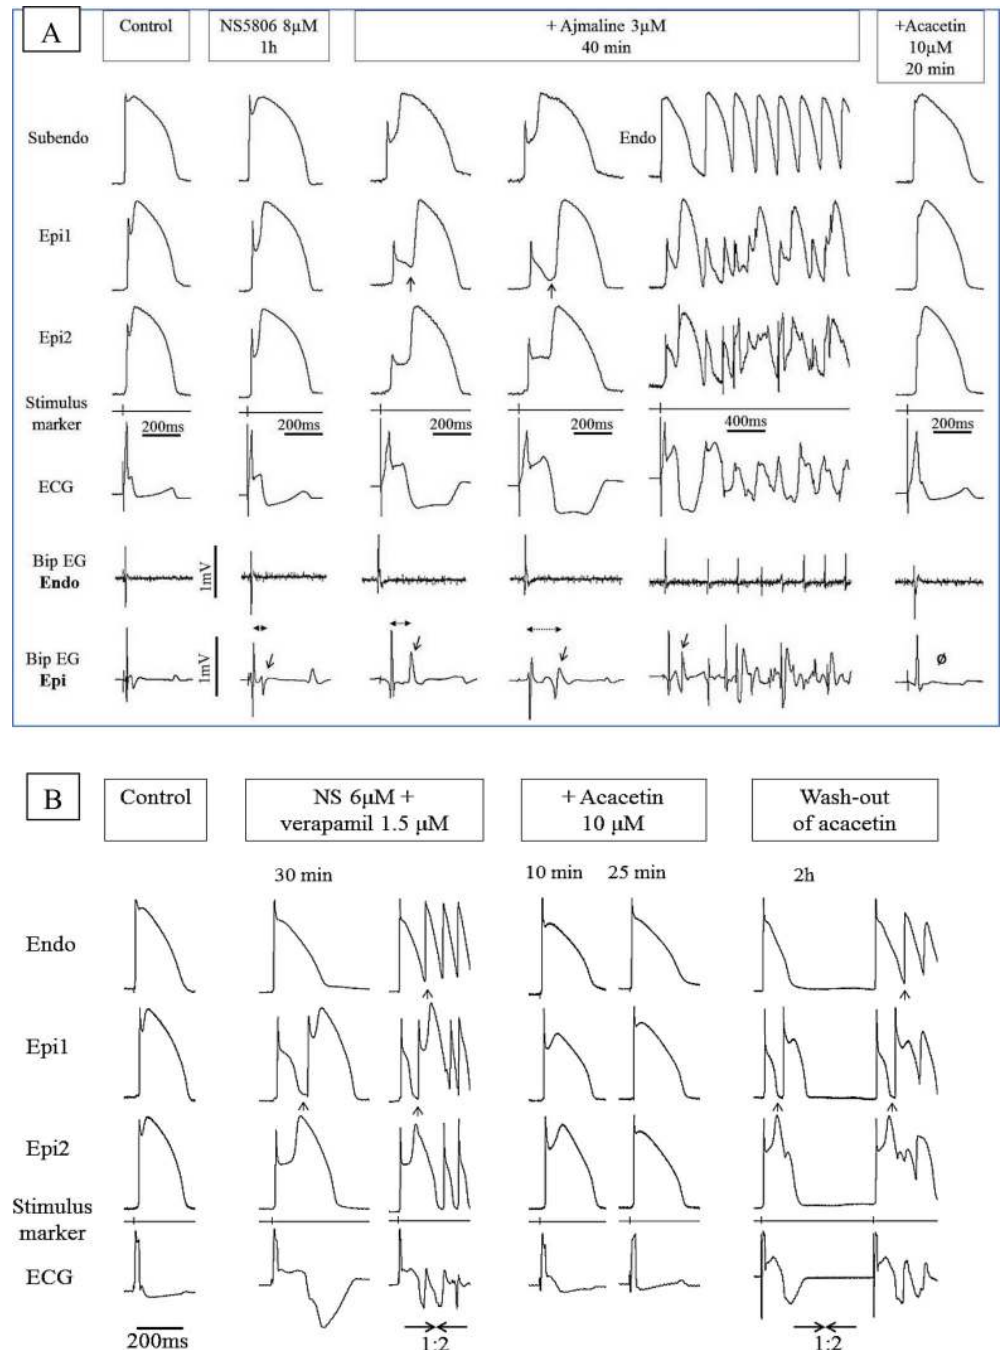 A
Control
NS5806 8µM
1h
+ Ajmaline 3µM
40 min
+Acacetin
10µM
20 min
Subendo
Endo
Epi1
Epi2
Stimulus
marker
200ms
200ms
200ms
200ms
400ms
200ms
ECG
Bip EG
Endo
1mV
Bip EG
Epi
1mV
ø
B
Control
NS 6µM +
verapamil 1.5 µM
+ Acacetin
10 µM
Wash-out
of acacetin
30 min
10 min
25 min
2h
Endo
Epi1
Epi2
Stimulus
marker
ECG
200ms
1:2
1:2